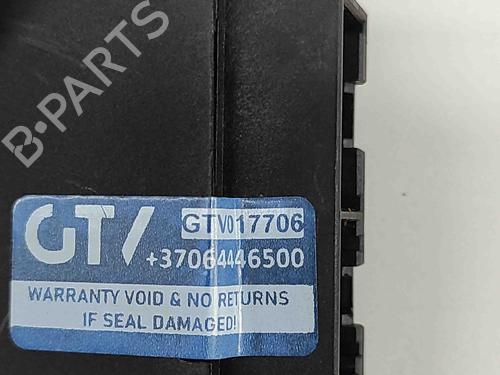 B-PARTS
GTV
GTV017706
+37064446500
WARRANTY VOID & NO RETURNS
IF SEAL DAMAGED!